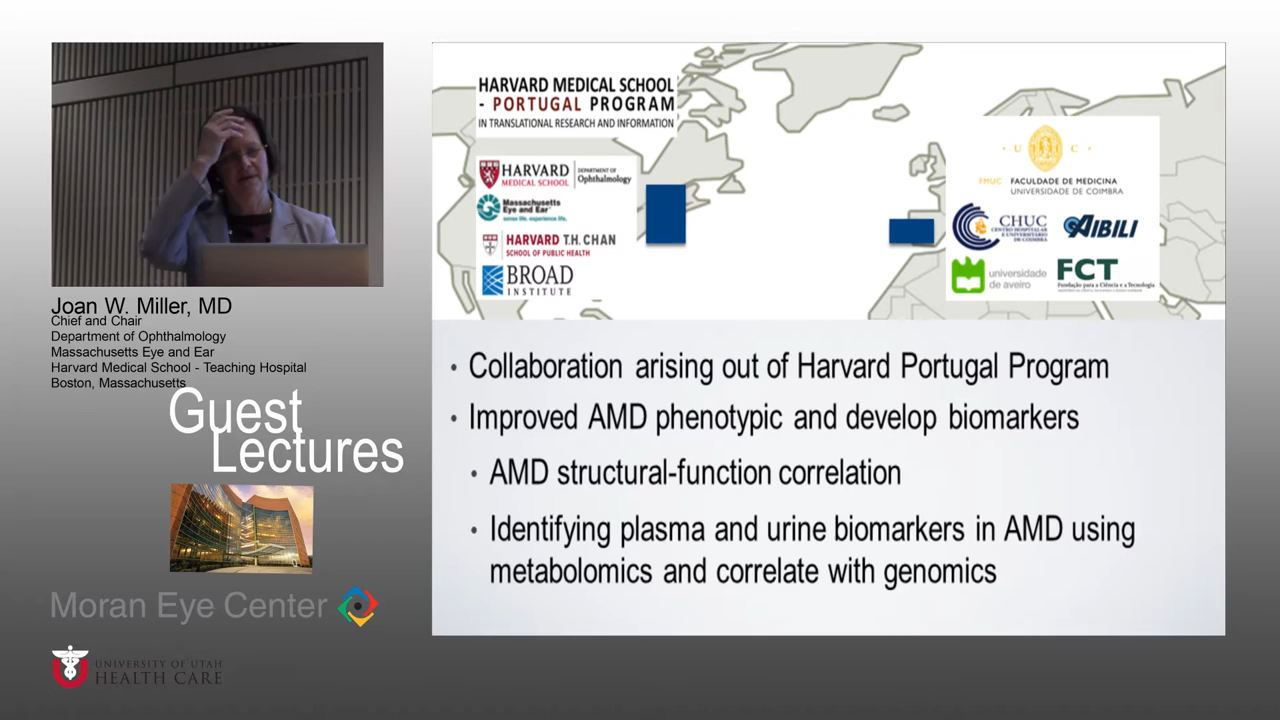 Joan W. Miller, MD
Chief and Chair
Department of Ophthalmology
Massachusetts Eye and Ear
Harvard Medical School - Teaching Hospital
Boston, Massachusetts
Guest
Lectures
Moran Eye Center
UNIVERSITY OF UTAH
HEALTH CARE
HARVARD MEDICAL SCHOOL
- PORTUGAL PROGRAM
IN TRANSLATIONAL RESEARCH AND INFORMATION
HARVARD
MEDICAL SCHOOL
DEPARTMENT OF
Ophthalmology
Massachusetts
Eye and Ear
sense life. experience life.
HARVARD T.H. CHAN
SCHOOL OF PUBLIC HEALTH
BROAD
INSTITUTE
FMUC FACULDADE DE MEDICINA
UNIVERSIDADE DE COIMBRA
CHUC
CENTRO HOSPITALAR
E UNIVERSITÁRIO
DE COIMBRA
AIBILI
universidade
de aveiro
FCT
Fundação para a Ciência e a Tecnologia
• Collaboration arising out of Harvard Portugal Program
• Improved AMD phenotypic and develop biomarkers
• AMD structural-function correlation
• Identifying plasma and urine biomarkers in AMD using
metabolomics and correlate with genomics